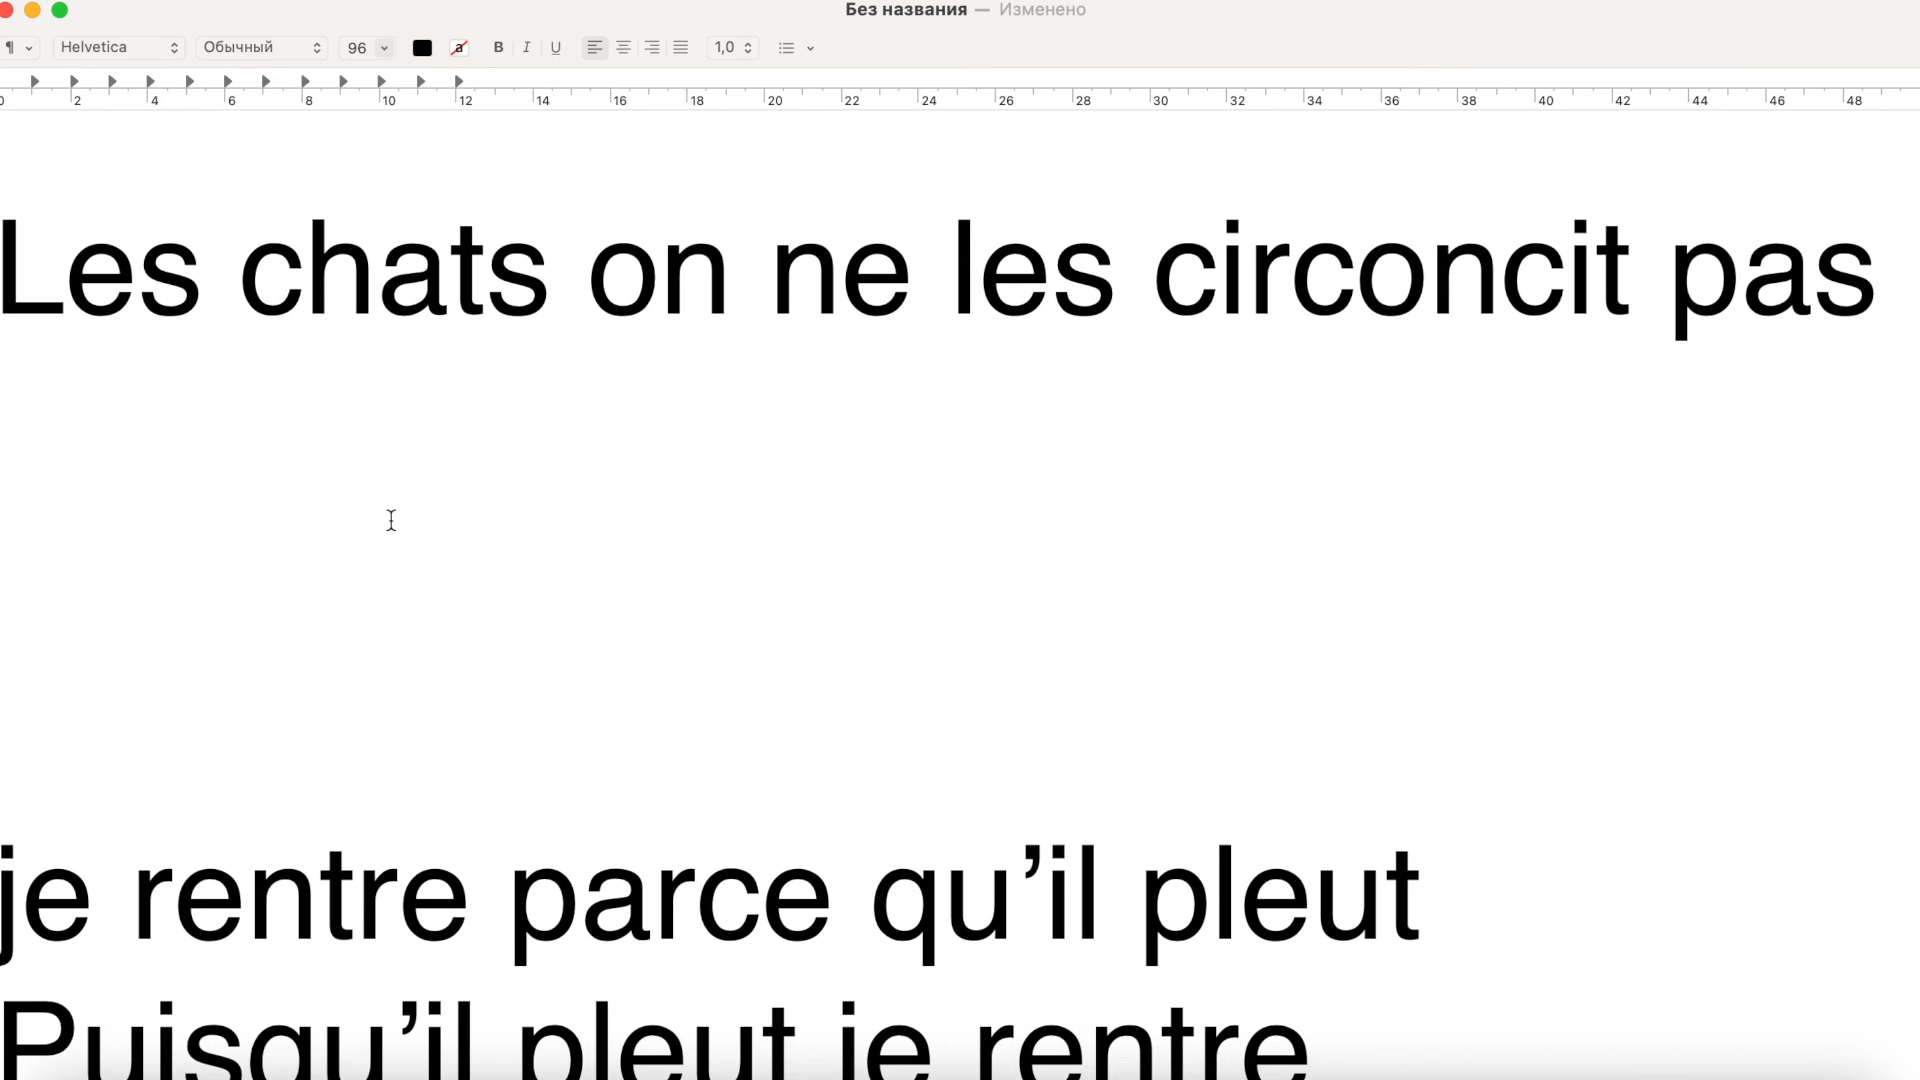 Без названия — Изменено
¶ Helvetica Обычный 96 a B I U 1,0
0 2 4 6 8 10 12 14 16 18 20 22 24 26 28 30 32 34 36 38 40 42 44 46 48
Les chats on ne les circoncit pas
je rentre parce qu’il pleut
Puisqu’il pleut je rentre